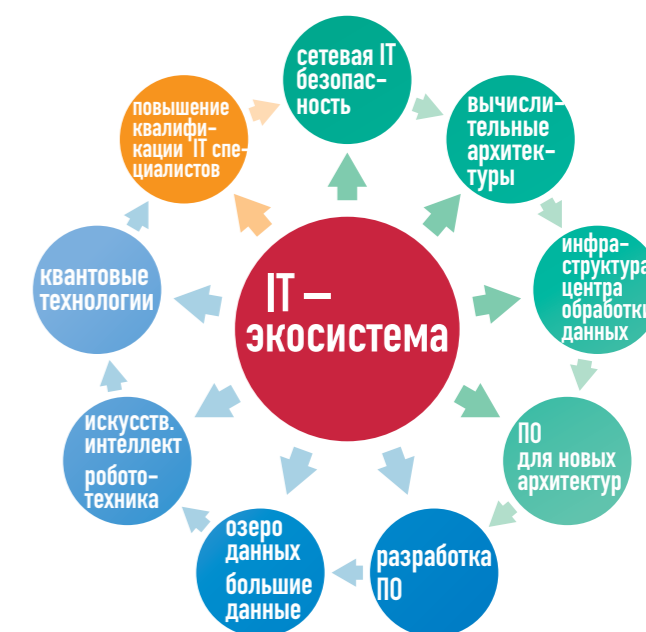 IT –
экосистема
сетевая IT
безопас-
ность
вычисли-
тельные
архитек-
туры
инфра-
структура
центра
обработки
данных
ПО
для новых
архитектур
разработка
ПО
озеро
данных
большие
данные
искусств.
интеллект
робото-
техника
квантовые
технологии
повышение
квалифи-
кации IT спе-
циалистов